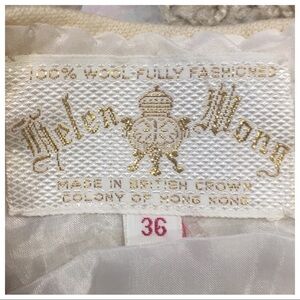 100% WOOL FULLY FASHIONED
Helen Wong
MADE IN BRITISH CROWN
COLONY OF HONG KONG
36